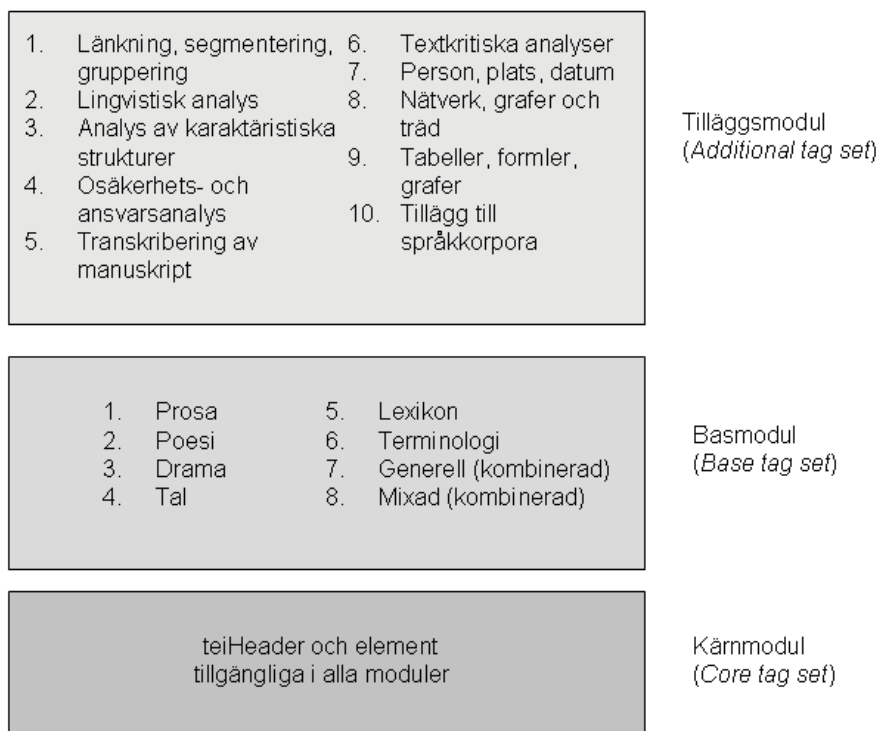 1. Länkning, segmentering,
gruppering
2. Lingvistisk analys
3. Analys av karaktäristiska
strukturer
4. Osäkerhets- och
ansvarsanalys
5. Transkribering av
manuskript
6. Textkritiska analyser
7. Person, plats, datum
8. Nätverk, grafer och
träd
9. Tabeller, formler,
grafer
10. Tillägg till
språkkorpora
Tilläggsmodul
(Additional tag set)
1. Prosa
2. Poesi
3. Drama
4. Tal
5. Lexikon
6. Terminologi
7. Generell (kombinerad)
8. Mixad (kombinerad)
Basmodul
(Base tag set)
teiHeader och element
tillgängliga i alla moduler
Kärnmodul
(Core tag set)